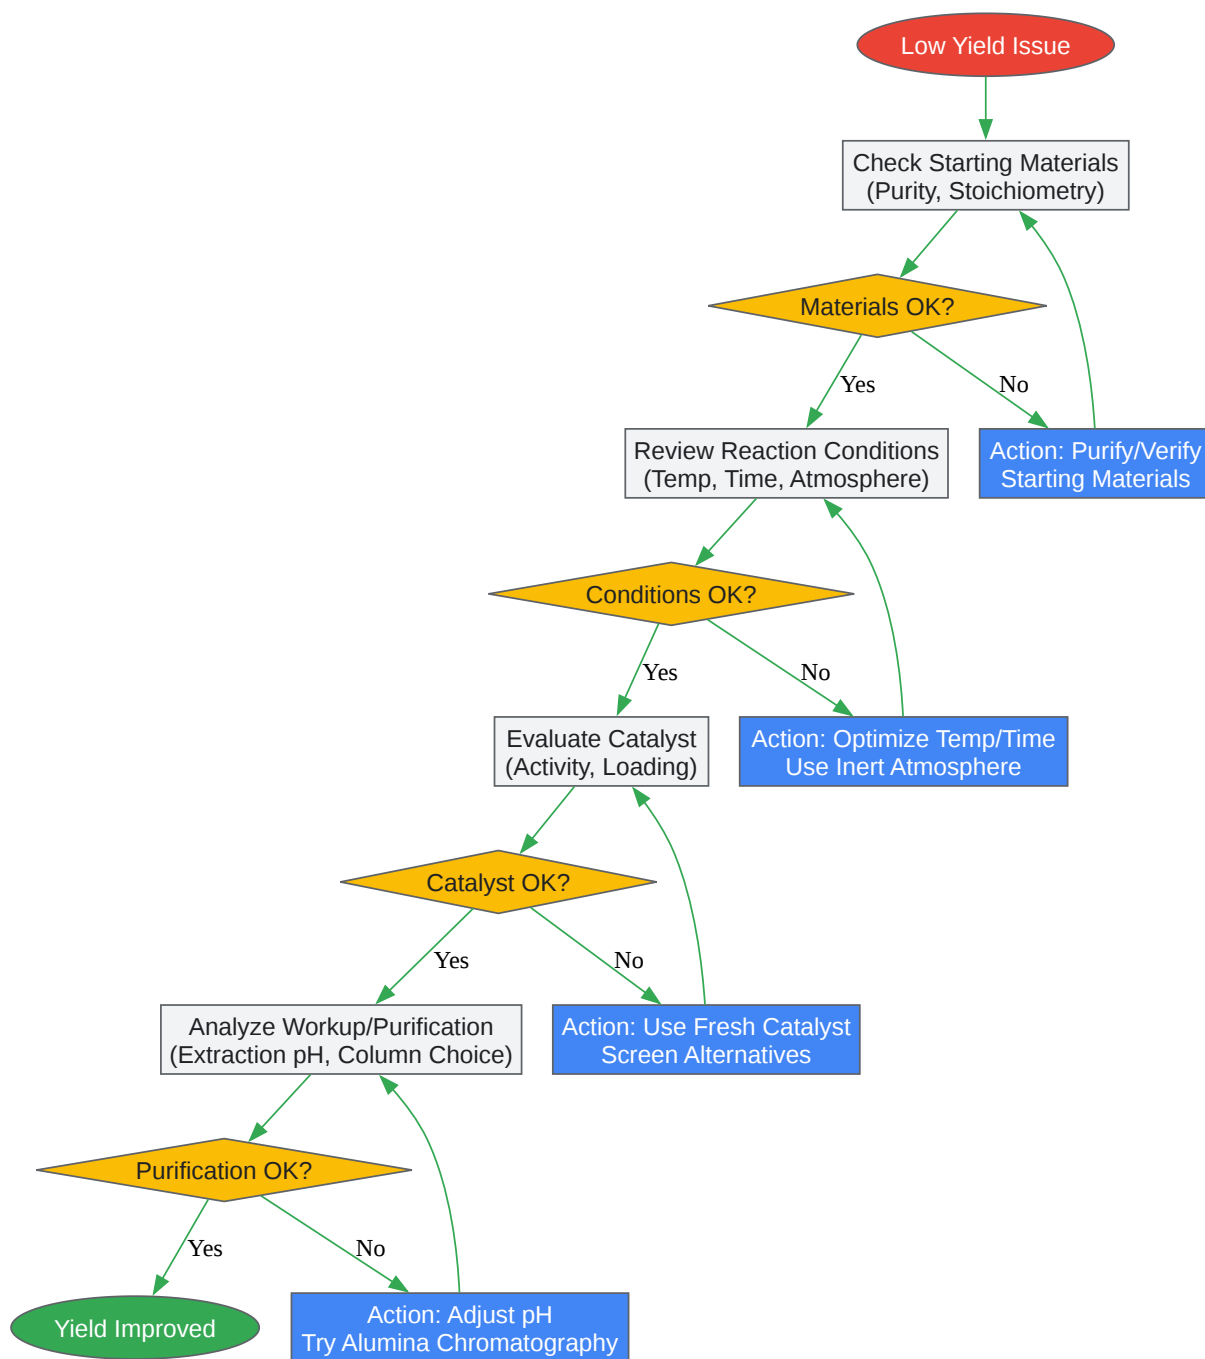 Low Yield Issue
Check Starting Materials
(Purity, Stoichiometry)
Materials OK?
Yes
No
Review Reaction Conditions
(Temp, Time, Atmosphere)
Action: Purify/Verify
Starting Materials
Conditions OK?
Yes
No
Evaluate Catalyst
(Activity, Loading)
Action: Optimize Temp/Time
Use Inert Atmosphere
Catalyst OK?
Yes
No
Analyze Workup/Purification
(Extraction pH, Column Choice)
Action: Use Fresh Catalyst
Screen Alternatives
Purification OK?
Yes
No
Yield Improved
Action: Adjust pH
Try Alumina Chromatography